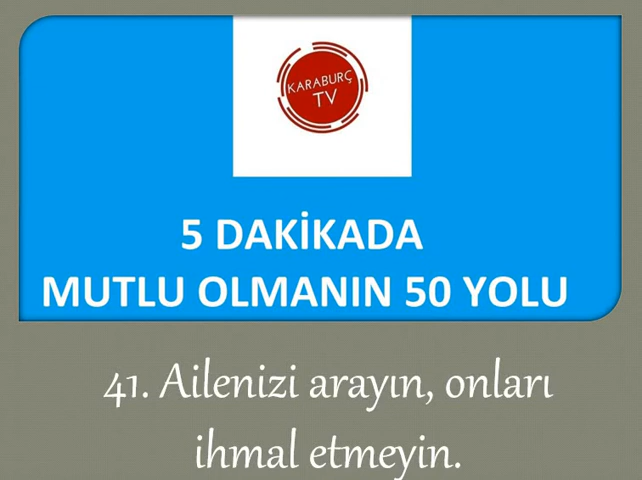 KARABURÇ
TV
5 DAKİKADA
MUTLU OLMANIN 50 YOLU
41. Ailenizi arayın, onları
ihmal etmeyin.